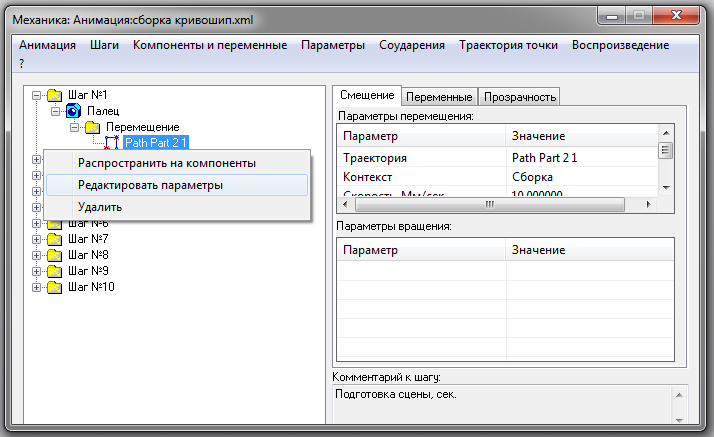 Механика: Анимация:сборка кривошип.xml
Анимация Шаги Компоненты и переменные Параметры Соударения Траектория точки Воспроизведение
?
Шаг №1
Палец
Перемещение
Path Part 2 1
Распространить на компоненты
Редактировать параметры
Удалить
Шаг №6
Шаг №7
Шаг №8
Шаг №9
Шаг №10
Смещение Переменные Прозрачность
Параметры перемещения:
Параметр Значение
Траектория Path Part 2 1
Контекст Сборка
Скорость, Мм/сек 10.000000
Параметры вращения:
Параметр Значение
Комментарий к шагу:
Подготовка сцены, сек.